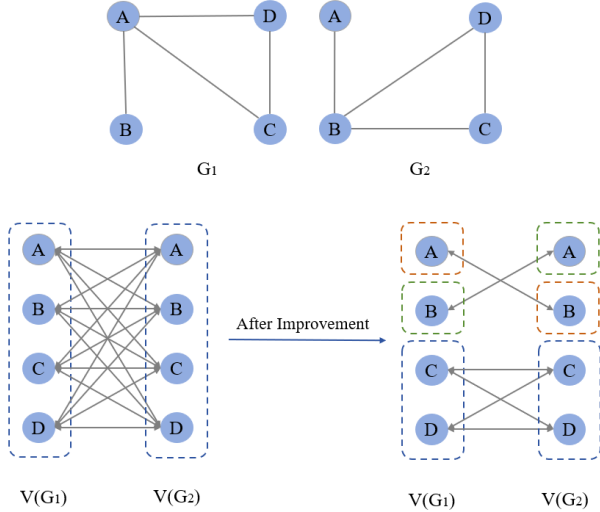 A D A D
B C B C
G1 G2
A A A A
B B B B
After Improvement
C C C C
D D D D
V(G1) V(G2) V(G1) V(G2)